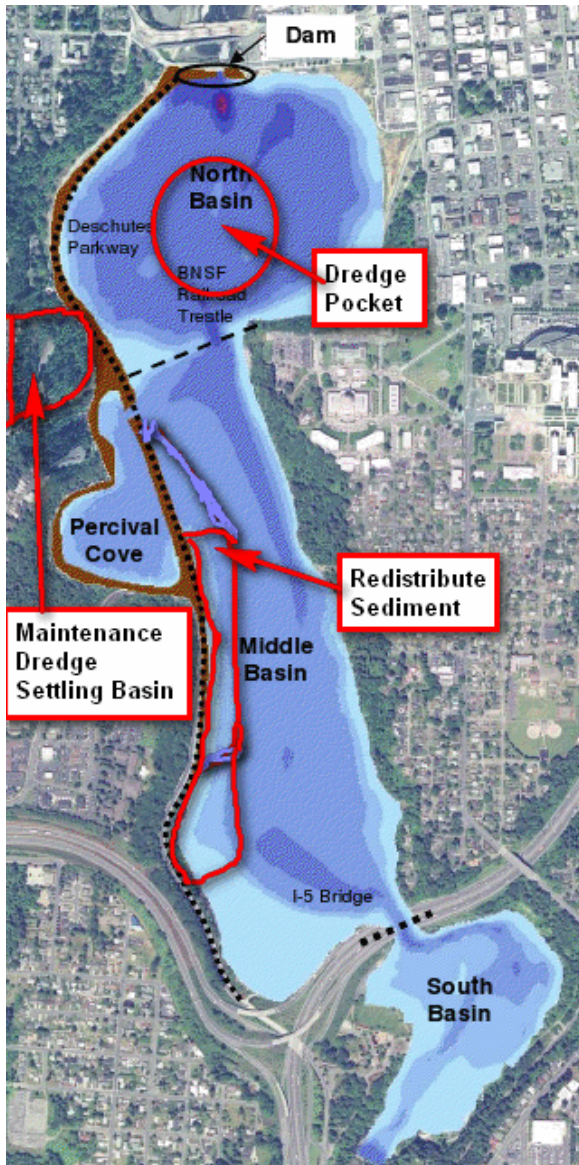 Dam
North
Basin
Deschutes
Parkway
BNSF
Railroad
Trestle
Dredge
Pocket
Percival
Cove
Redistribute
Sediment
Maintenance
Dredge
Settling Basin
Middle
Basin
I-5 Bridge
South
Basin